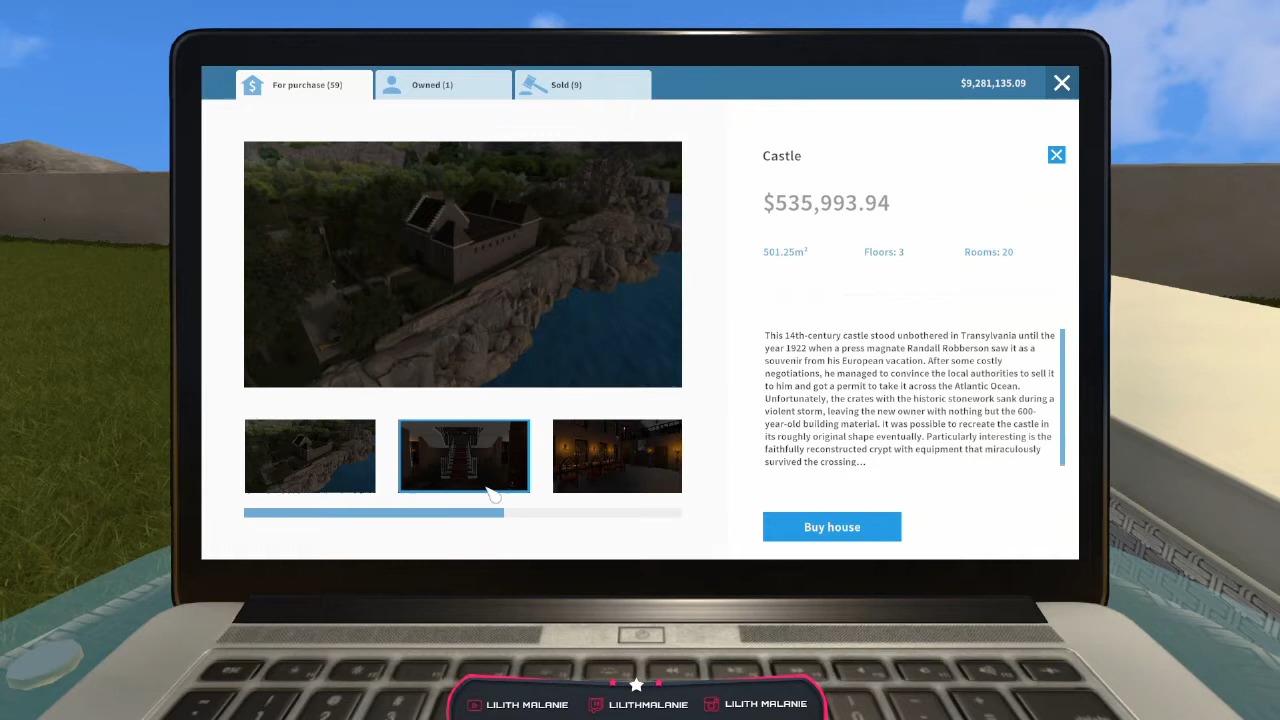 For purchase (59)
Owned (1)
Sold (9)
$9,281,135.09
Castle
$535,993.94
501.25m²
Floors: 3
Rooms: 20
This 14th-century castle stood unbothered in Transylvania until the
year 1922 when a press magnate Randall Robberson saw it as a
souvenir from his European vacation. After some costly
negotiations, he managed to convince the local authorities to sell it
to him and got a permit to take it across the Atlantic Ocean.
Unfortunately, the crates with the historic stonework sank during a
violent storm, leaving the new owner with nothing but the 600-
year-old building material. It was possible to recreate the castle in
its roughly original shape eventually. Particularly interesting is the
faithfully reconstructed crypt with equipment that miraculously
survived the crossing...
Buy house
LILITH MALANIE
LILITHMALANIE
LILITH MALANIE